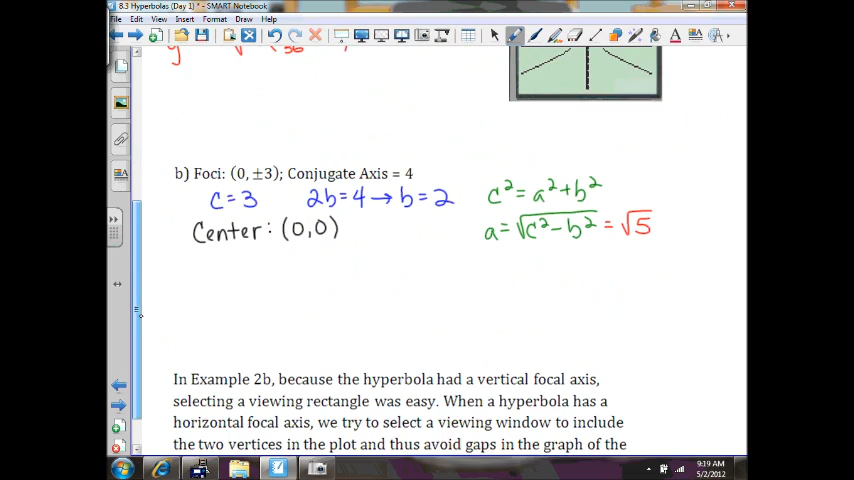 8.3 Hyperbolas (Day 1) * - SMART Notebook
File Edit View Insert Format Draw Help
b) Foci: (0, ±3); Conjugate Axis = 4
c = 3 2b = 4 → b = 2 c² = a² + b²
Center: (0,0) a = √c² - b² = √5
In Example 2b, because the hyperbola had a vertical focal axis,
selecting a viewing rectangle was easy. When a hyperbola has a
horizontal focal axis, we try to select a viewing window to include
the two vertices in the plot and thus avoid gaps in the graph of the
9:19 AM
5/2/2012